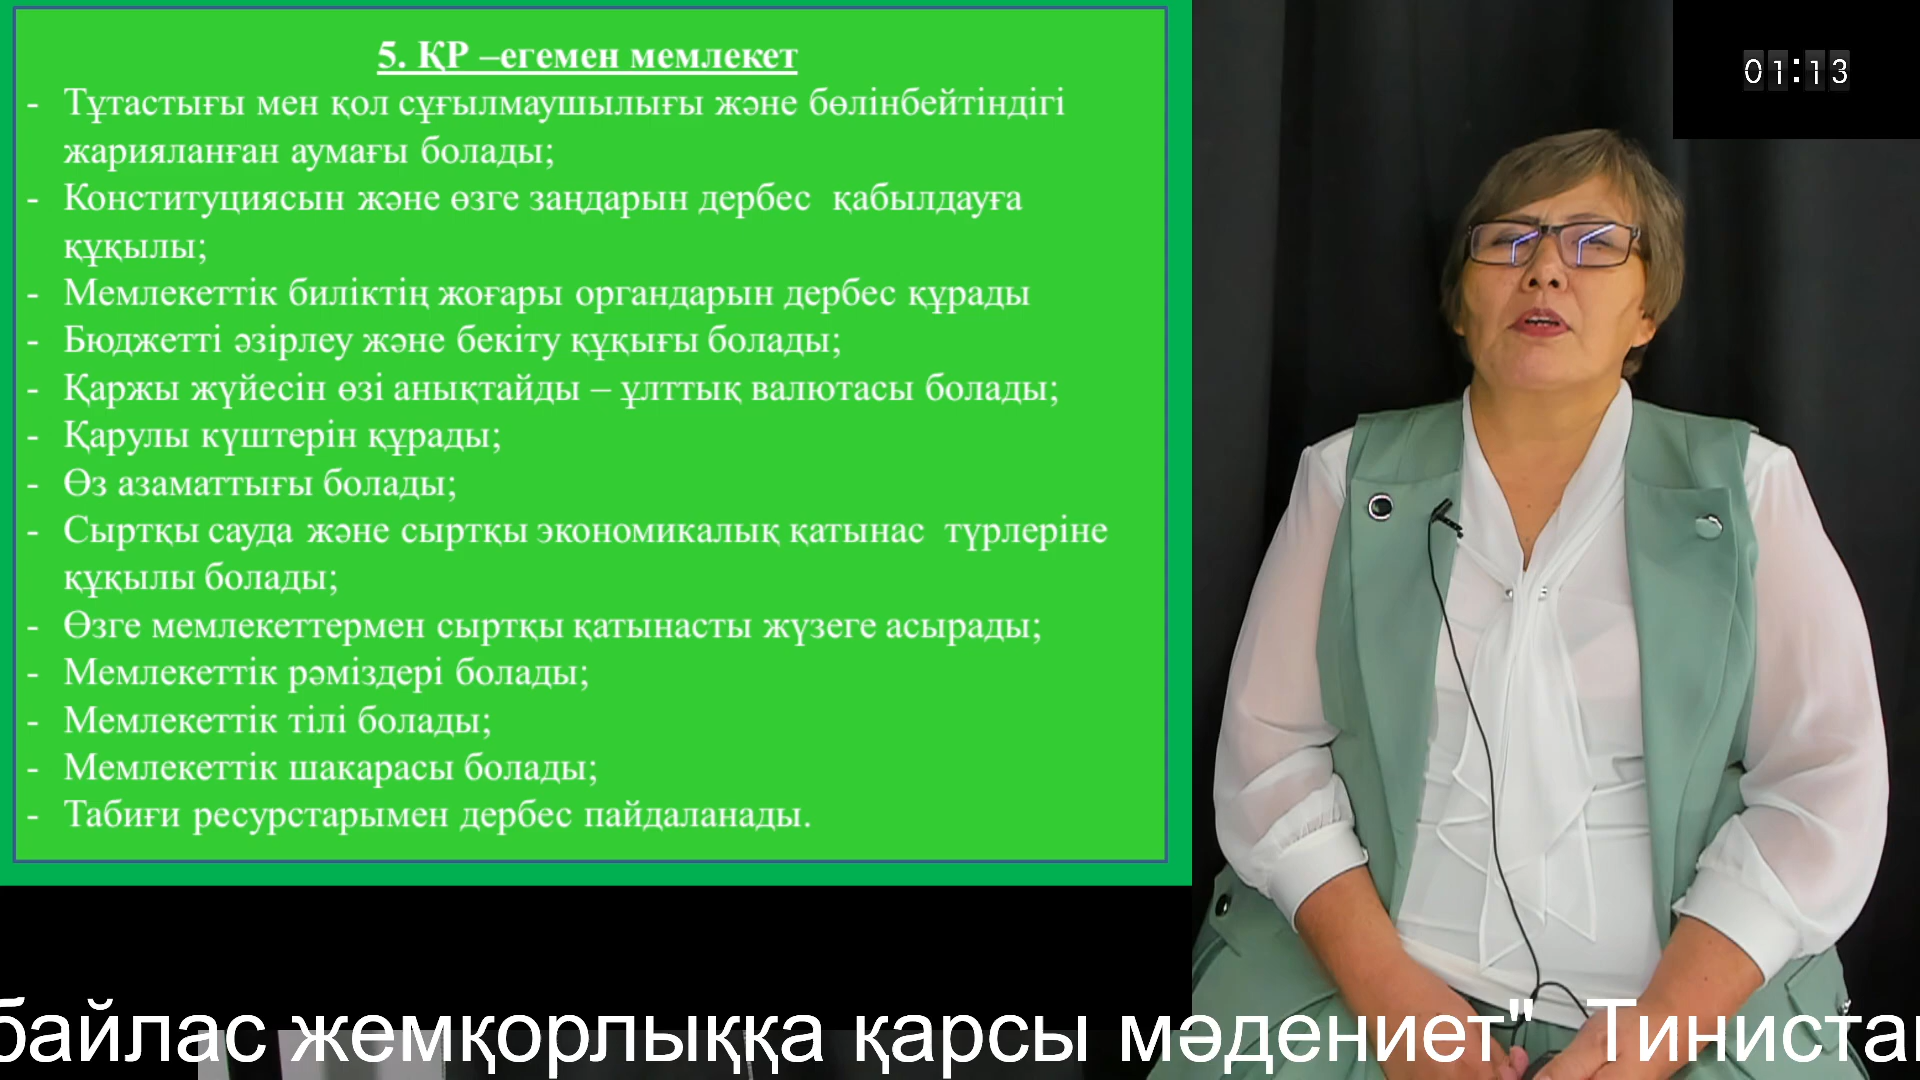 5. ҚР –егемен мемлекет
- Тұтастығы мен қол сұғылмаушылығы және бөлінбейтіндігі
жарияланған аумағы болады;
- Конституциясын және өзге заңдарын дербес қабылдауға
құқылы;
- Мемлекеттік биліктің жоғары органдарын дербес құрады
- Бюджетті әзірлеу және бекіту құқығы болады;
- Қаржы жүйесін өзі анықтайды – ұлттық валютасы болады;
- Қарулы күштерін құрады;
- Өз азаматтығы болады;
- Сыртқы сауда және сыртқы экономикалық қатынас түрлеріне
құқылы болады;
- Өзге мемлекеттермен сыртқы қатынасты жүзеге асырады;
- Мемлекеттік рәміздері болады;
- Мемлекеттік тілі болады;
- Мемлекеттік шакарасы болады;
- Табиғи ресурстарымен дербес пайдаланады.
01:13
байлас жемқорлыққа қарсы мәдениет" Тиниста